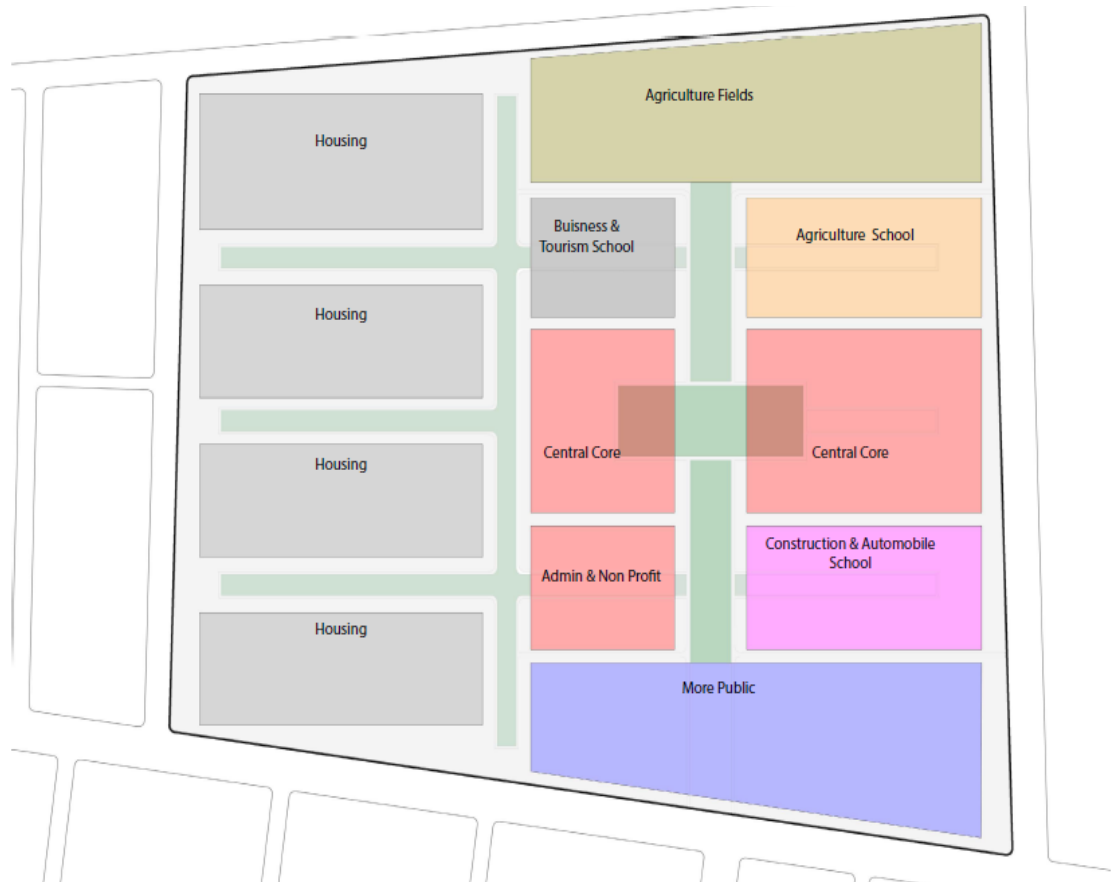 Agriculture Fields
Housing
Buisness &
Tourism School
Agriculture School
Housing
Central Core
Central Core
Housing
Construction & Automobile
School
Admin & Non Profit
Housing
More Public